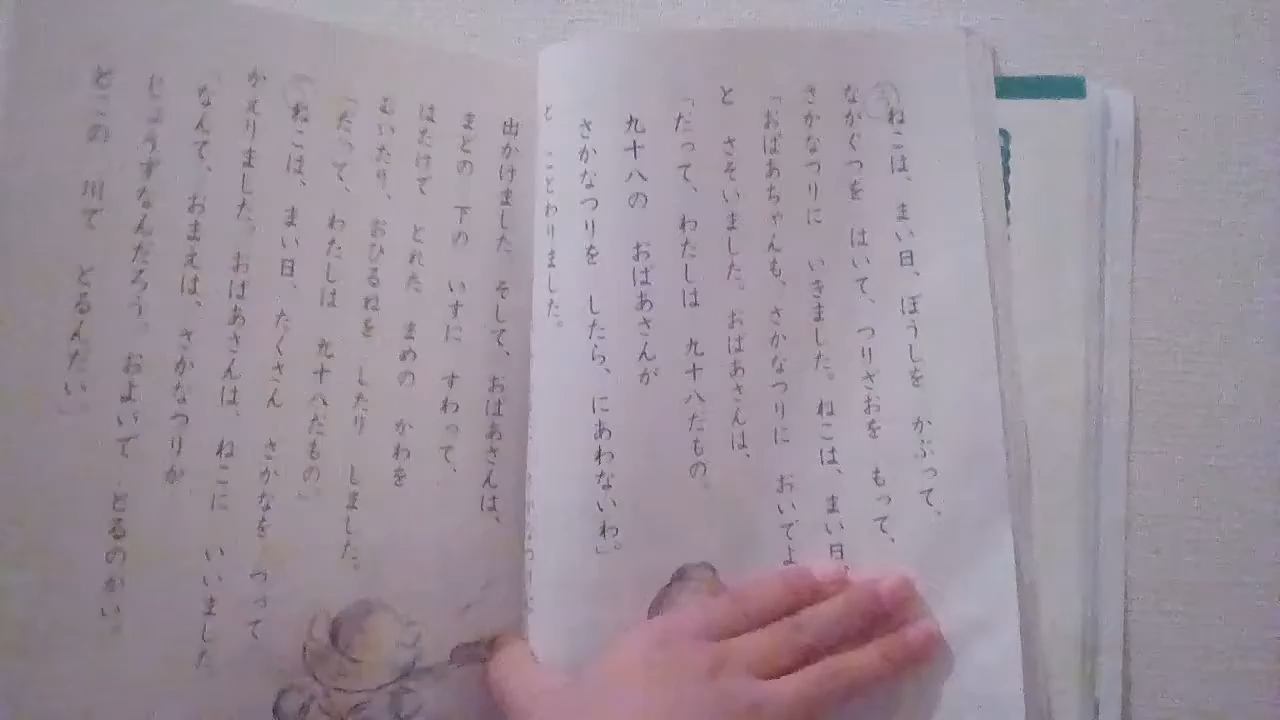 ねこは、まい日、ぼうしを かぶって、
ながぐつを はいて、つりざおを もって、
さかなつりに いきました。ねこは、まい日、
「おばあちゃんも、さかなつりに おいでよ
と さそいました。おばあさんは、
「だって、わたしは 九十八だもの。
九十八の おばあさんが
さかなつりを したら、にあわないわ。」
と ことわりました。
出かけました そして、おばあさんは、
まどの 下の いすに すわって、
はたけで とれた まめの かわを
むいたり、おひるねを したり しました。
「だって、わたしは 九十八だもの。」
ねこは、まい日、たくさん さかなを つって
かえりました。おばあさんは、ねこに いいました
「なんて、おまえは、さかなつりが
じょうずなんだろう。およいで とるのかい。
どこの 川で とるんだい」